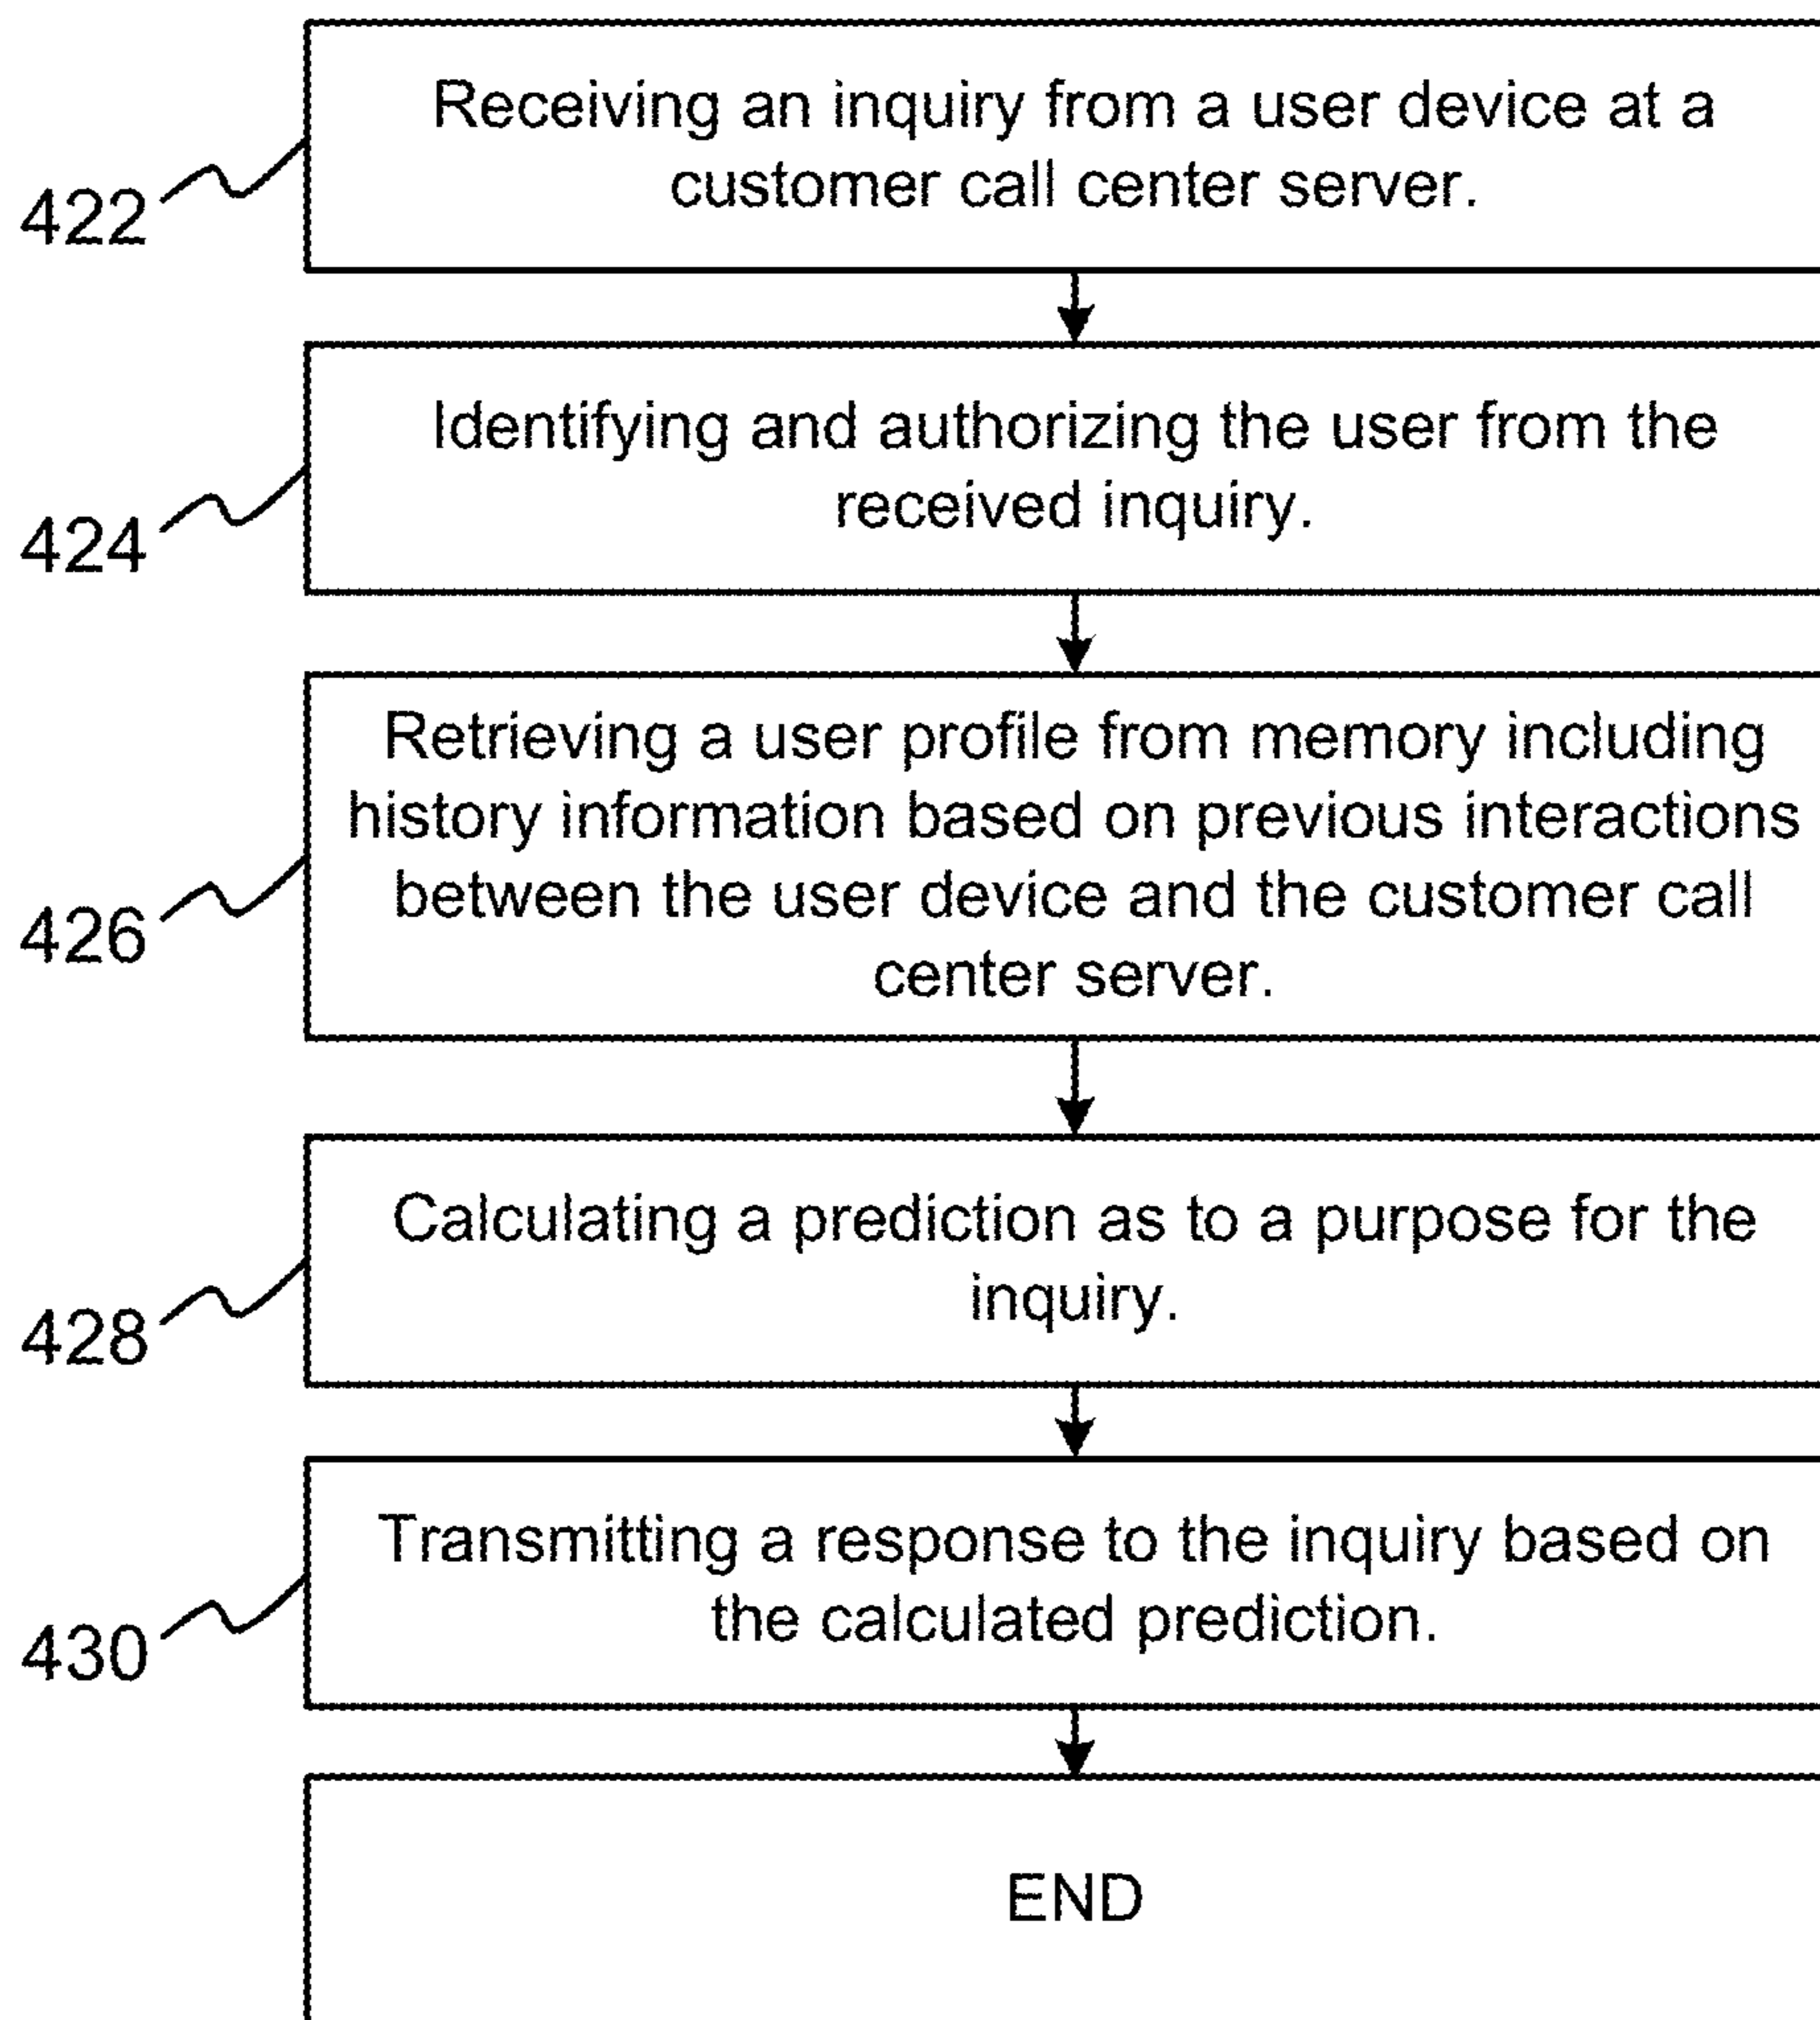 Receiving an inquiry from a user device at a
customer call center server.
422
Identifying and authorizing the user from the
received inquiry.
424
Retrieving a user profile from memory including
history information based on previous interactions
between the user device and the customer call
center server.
426
Calculating a prediction as to a purpose for the
inquiry.
428
Transmitting a response to the inquiry based on
the calculated prediction.
430
END